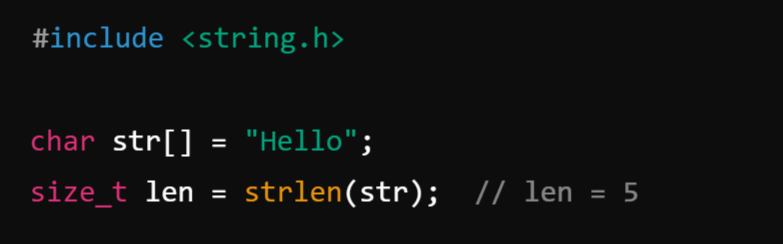 #include <string.h>
char str[] = "Hello";
size_t len = strlen(str);  // len = 5